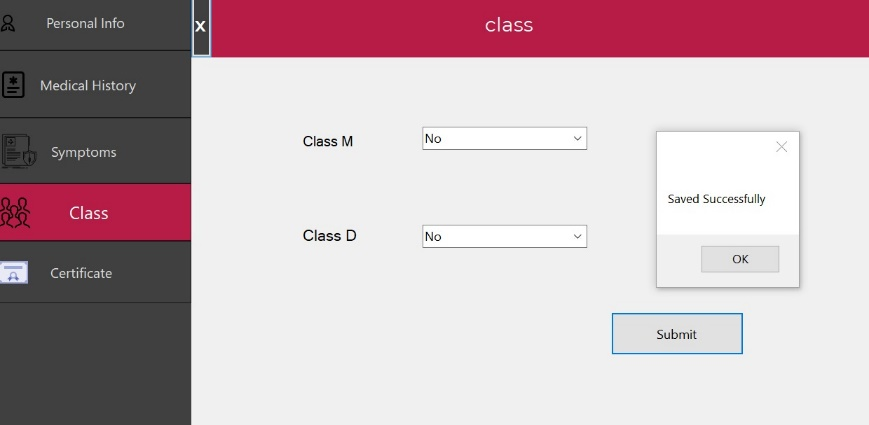 Personal Info
Medical History
Symptoms
Class
Certificate
X
class
Class M
No
Class D
No
Saved Successfully
OK
Submit